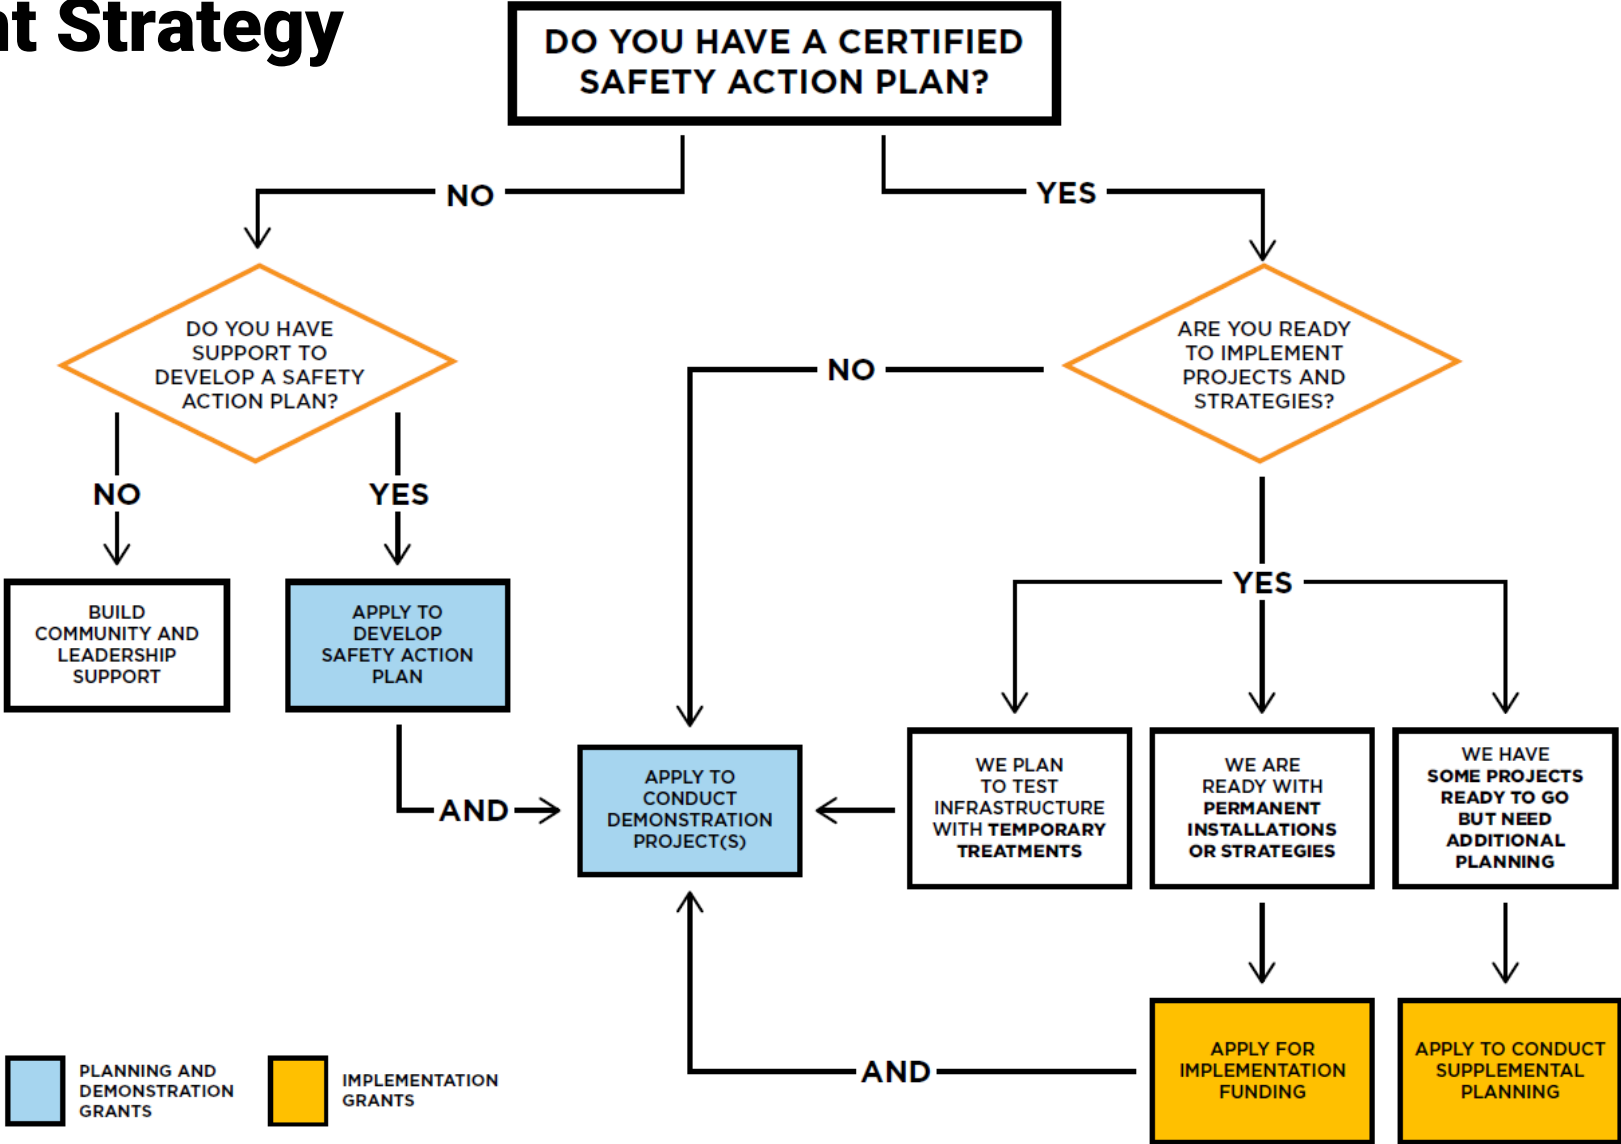 nt Strategy
DO YOU HAVE A CERTIFIED
SAFETY ACTION PLAN?
NO
YES
DO YOU HAVE
SUPPORT TO
DEVELOP A SAFETY
ACTION PLAN?
NO
ARE YOU READY
TO IMPLEMENT
PROJECTS AND
STRATEGIES?
NO
YES
YES
BUILD
COMMUNITY AND
LEADERSHIP
SUPPORT
APPLY TO
DEVELOP
SAFETY ACTION
PLAN
AND
APPLY TO
CONDUCT
DEMONSTRATION
PROJECT(S)
WE PLAN
TO TEST
INFRASTRUCTURE
WITH TEMPORARY
TREATMENTS
WE ARE
READY WITH
PERMANENT
INSTALLATIONS
OR STRATEGIES
WE HAVE
SOME PROJECTS
READY TO GO
BUT NEED
ADDITIONAL
PLANNING
AND
APPLY FOR
IMPLEMENTATION
FUNDING
APPLY TO CONDUCT
SUPPLEMENTAL
PLANNING
PLANNING AND
DEMONSTRATION
GRANTS
IMPLEMENTATION
GRANTS